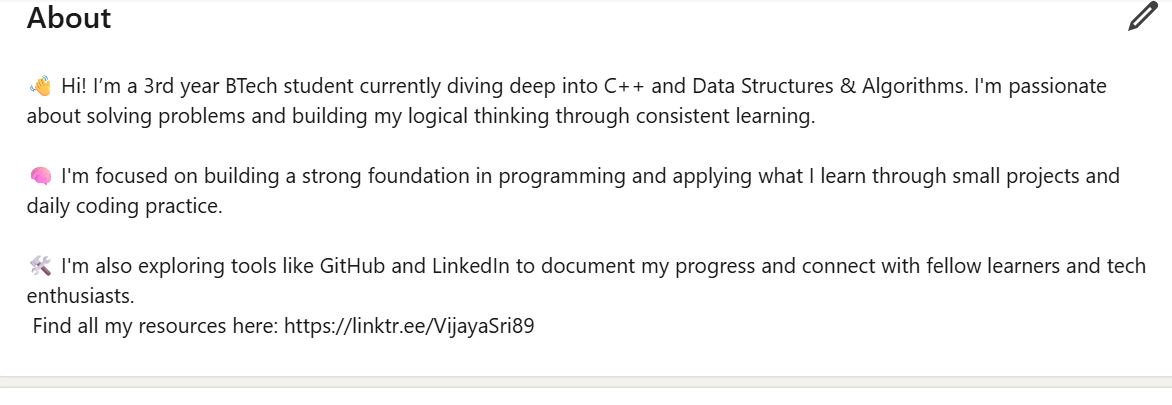 About
👋 Hi! I’m a 3rd year BTech student currently diving deep into C++ and Data Structures & Algorithms. I'm passionate
about solving problems and building my logical thinking through consistent learning.
🧠 I'm focused on building a strong foundation in programming and applying what I learn through small projects and
daily coding practice.
🛠️ I'm also exploring tools like GitHub and LinkedIn to document my progress and connect with fellow learners and tech
enthusiasts.
Find all my resources here: https://linktr.ee/VijayaSri89